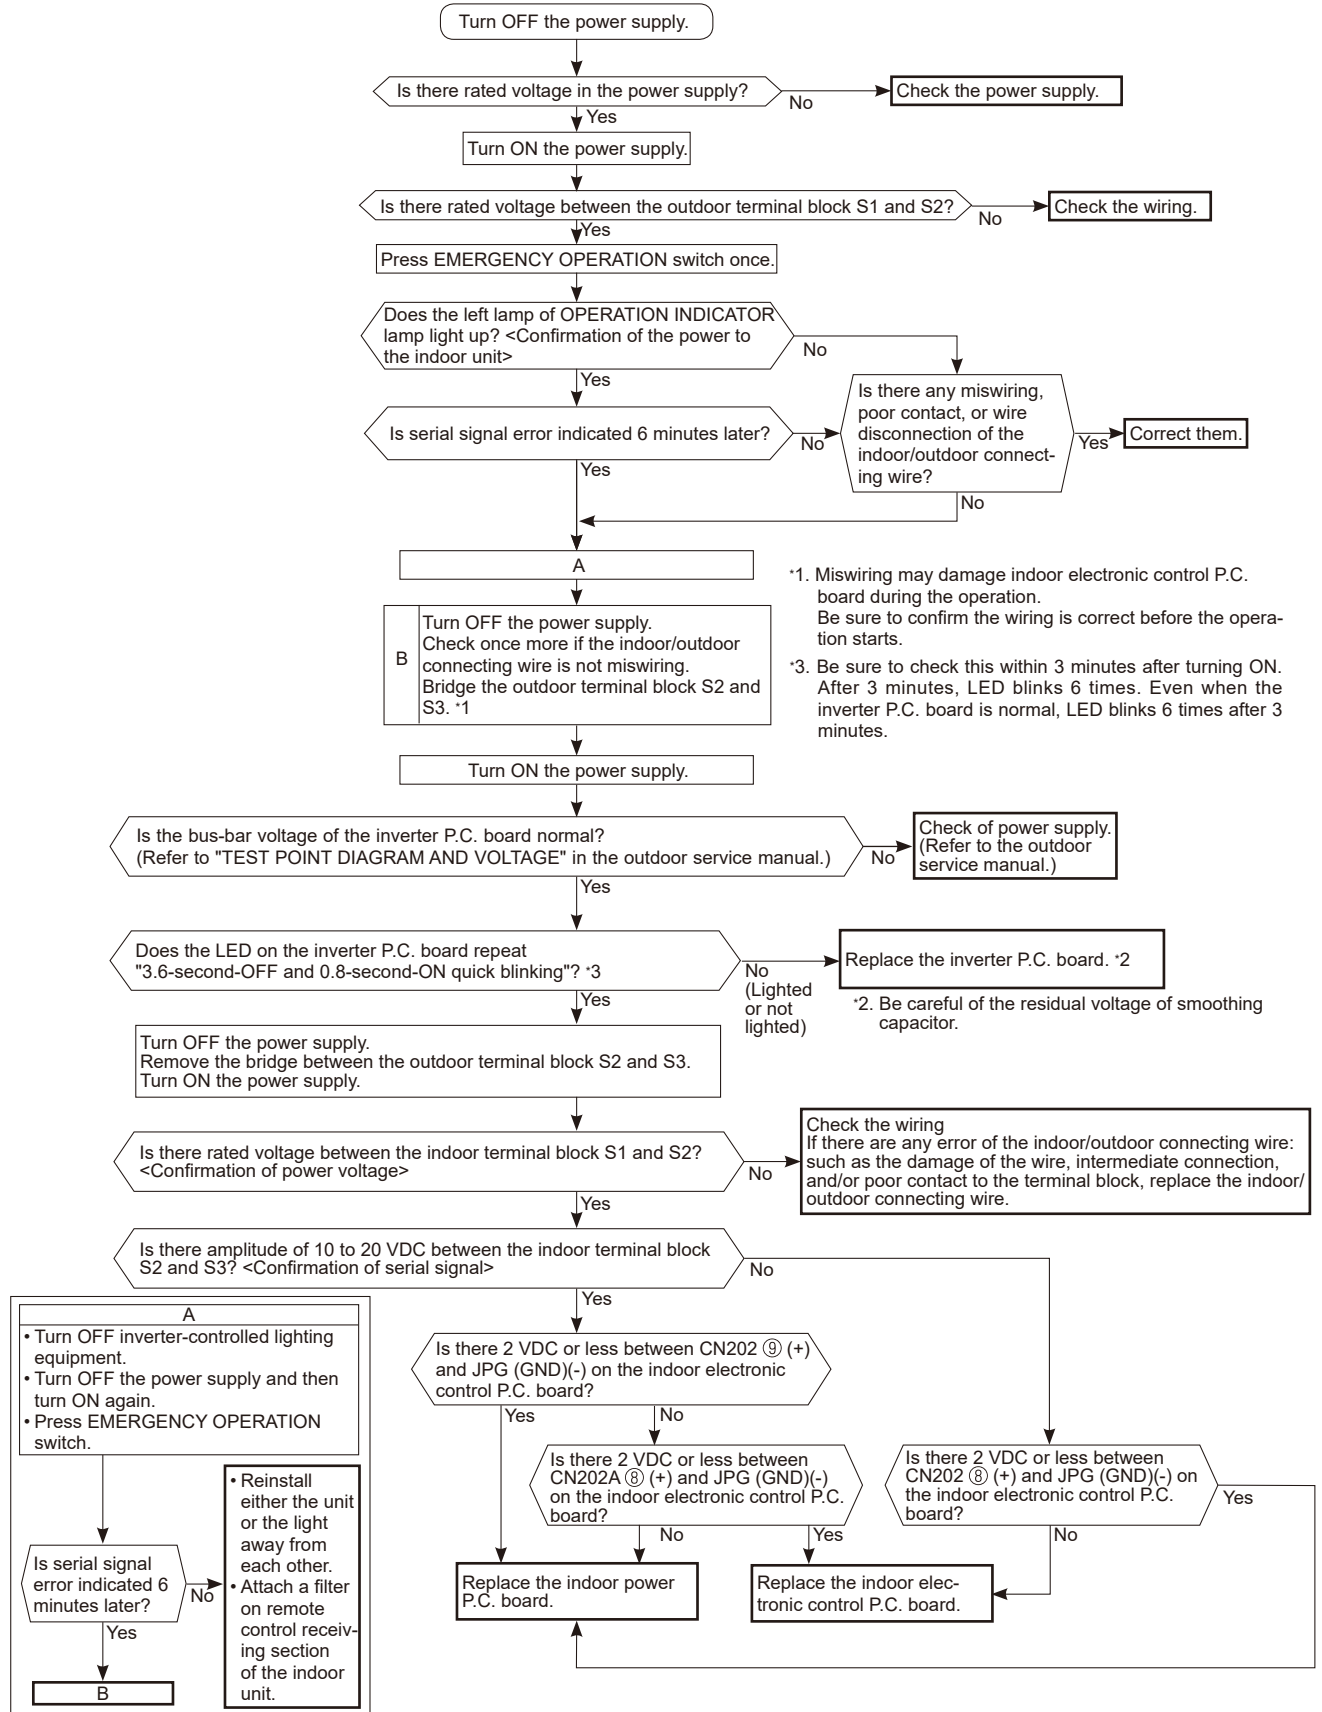 Turn OFF the power supply.
Is there rated voltage in the power supply?
No
Check the power supply.
Yes
Turn ON the power supply.
Is there rated voltage between the outdoor terminal block S1 and S2?
No
Check the wiring.
Yes
Press EMERGENCY OPERATION switch once.
Does the left lamp of OPERATION INDICATOR
lamp light up? <Confirmation of the power to
the indoor unit>
No
Yes
Is serial signal error indicated 6 minutes later?
No
Is there any miswiring,
poor contact, or wire
disconnection of the
indoor/outdoor connect-
ing wire?
Yes
Correct them.
Yes
No
A
B
Turn OFF the power supply.
Check once more if the indoor/outdoor
connecting wire is not miswiring.
Bridge the outdoor terminal block S2 and
S3. *1
*1. Miswiring may damage indoor electronic control P.C.
board during the operation.
Be sure to confirm the wiring is correct before the opera-
tion starts.
*3. Be sure to check this within 3 minutes after turning ON.
After 3 minutes, LED blinks 6 times. Even when the
inverter P.C. board is normal, LED blinks 6 times after 3
minutes.
Turn ON the power supply.
Is the bus-bar voltage of the inverter P.C. board normal?
(Refer to "TEST POINT DIAGRAM AND VOLTAGE" in the outdoor service manual.)
No
Check of power supply.
(Refer to the outdoor
service manual.)
Yes
Does the LED on the inverter P.C. board repeat
"3.6-second-OFF and 0.8-second-ON quick blinking"? *3
No
(Lighted
or not
lighted)
Replace the inverter P.C. board. *2
*2. Be careful of the residual voltage of smoothing
capacitor.
Yes
Turn OFF the power supply.
Remove the bridge between the outdoor terminal block S2 and S3.
Turn ON the power supply.
Is there rated voltage between the indoor terminal block S1 and S2?
<Confirmation of power voltage>
No
Check the wiring
If there are any error of the indoor/outdoor connecting wire:
such as the damage of the wire, intermediate connection,
and/or poor contact to the terminal block, replace the indoor/
outdoor connecting wire.
Yes
Is there amplitude of 10 to 20 VDC between the indoor terminal block
S2 and S3? <Confirmation of serial signal>
No
Yes
Is there 2 VDC or less between CN202 ⑨ (+)
and JPG (GND)(-) on the indoor electronic
control P.C. board?
Yes
No
Is there 2 VDC or less between
CN202A ⑧ (+) and JPG (GND)(-)
on the indoor electronic control P.C.
board?
No
Yes
Is there 2 VDC or less between
CN202 ⑧ (+) and JPG (GND)(-) on
the indoor electronic control P.C.
board?
Yes
No
Replace the indoor power
P.C. board.
Replace the indoor elec-
tronic control P.C. board.
A
• Turn OFF inverter-controlled lighting
equipment.
• Turn OFF the power supply and then
turn ON again.
• Press EMERGENCY OPERATION
switch.
Is serial signal
error indicated 6
minutes later?
No
• Reinstall
either the unit
or the light
away from
each other.
• Attach a filter
on remote
control receiv-
ing section
of the indoor
unit.
Yes
B